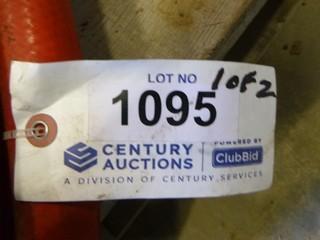 LOT NO
1 of 2
1095
CENTURY
AUCTIONS
POWERED BY
ClubBid
A DIVISION OF CENTURY SERVICES